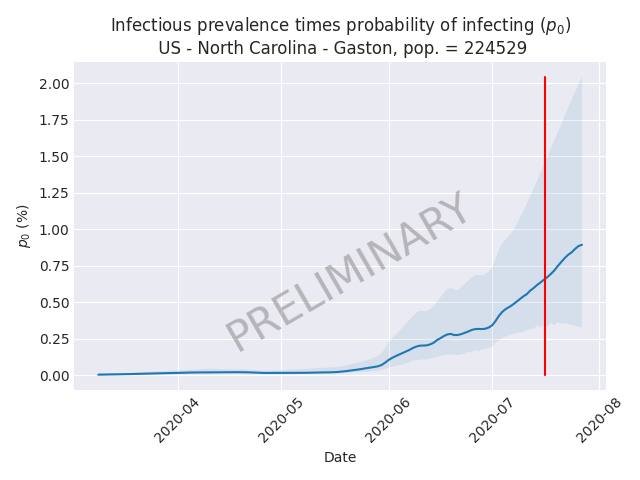 Infectious prevalence times probability of infecting (p₀)
US - North Carolina - Gaston, pop. = 224529
2.00
1.75
1.50
1.25
1.00
0.75
0.50
0.25
0.00
p₀ (%)
PRELIMINARY
2020-04
2020-05
2020-06
2020-07
2020-08
Date